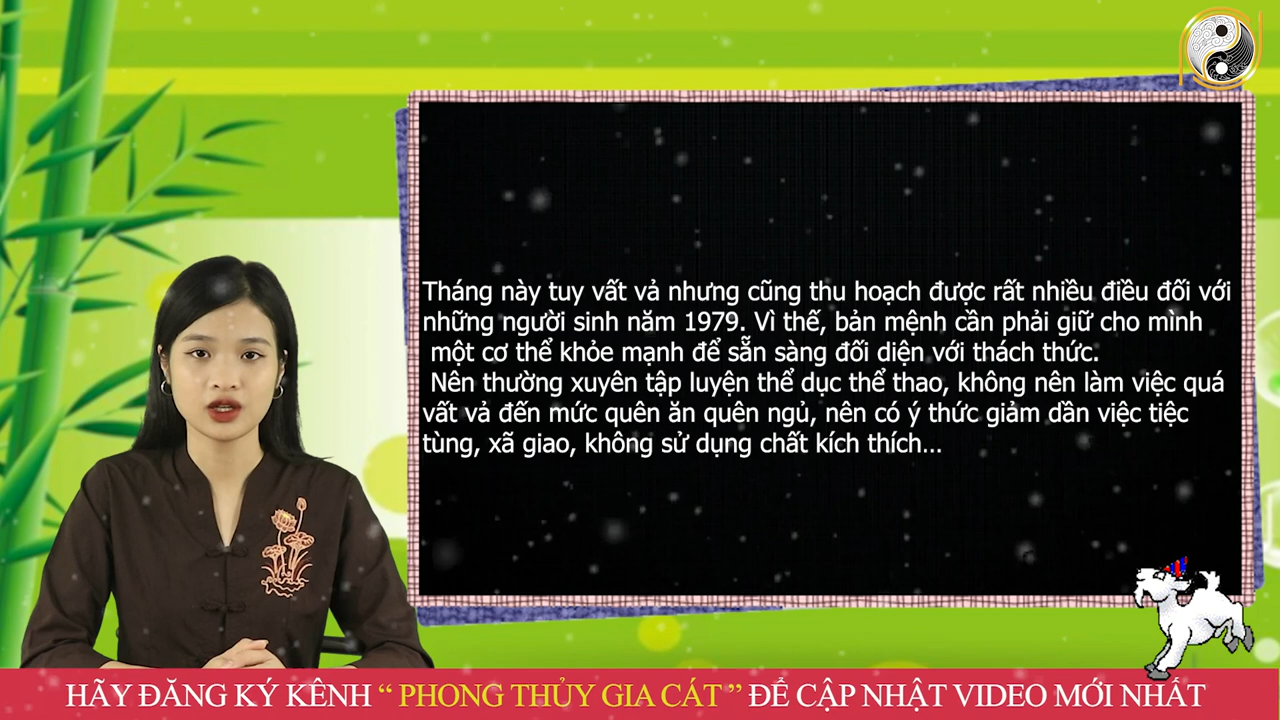 Tháng này tuy vất vả nhưng cũng thu hoạch được rất nhiều điều đối với
những người sinh năm 1979. Vì thế, bản mệnh cần phải giữ cho mình
một cơ thể khỏe mạnh để sẵn sàng đối diện với thách thức.
Nên thường xuyên tập luyện thể dục thể thao, không nên làm việc quá
vất vả đến mức quên ăn quên ngủ, nên có ý thức giảm dần việc tiệc
tùng, xã giao, không sử dụng chất kích thích...
HÃY ĐĂNG KÝ KÊNH “ PHONG THỦY GIA CÁT ” ĐỂ CẬP NHẬT VIDEO MỚI NHẤT